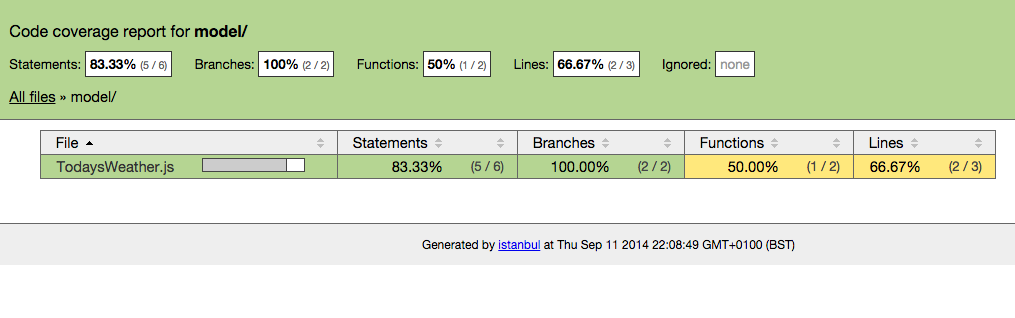 Code coverage report for model/
Statements: 83.33% (5 / 6) Branches: 100% (2 / 2) Functions: 50% (1 / 2) Lines: 66.67% (2 / 3) Ignored: none
All files » model/
File Statements Branches Functions Lines
TodaysWeather.js 83.33% (5 / 6) 100.00% (2 / 2) 50.00% (1 / 2) 66.67% (2 / 3)
Generated by istanbul at Thu Sep 11 2014 22:08:49 GMT+0100 (BST)